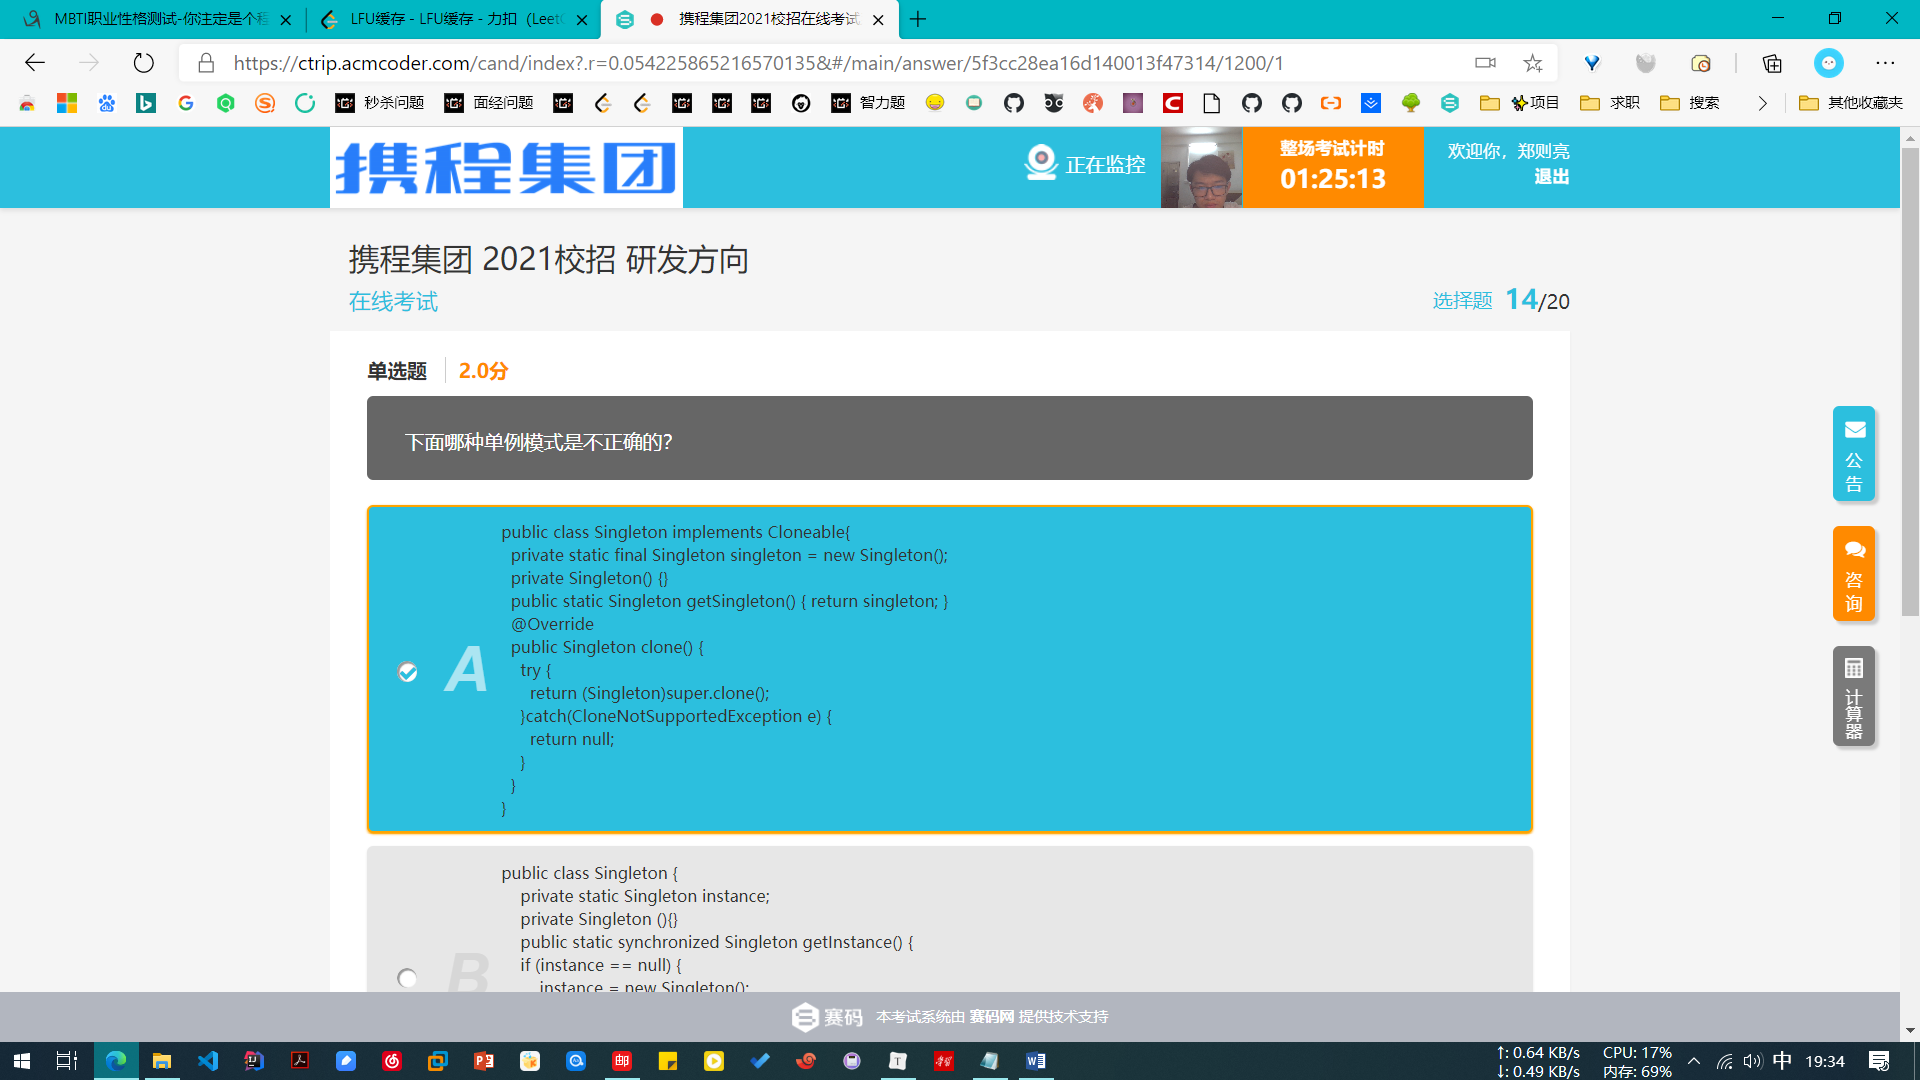 MBTI职业性格测试-你注定是个程
LFU缓存 - LFU缓存 - 力扣 (Leet
携程集团2021校招在线考试
https://ctrip.acmcoder.com/cand/index?.r=0.054225865216570135&#/main/answer/5f3cc28ea16d140013f47314/1200/1
秒杀问题
面经问题
智力题
项目
求职
搜索
其他收藏夹
携程集团
正在监控
整场考试计时
01:25:13
欢迎你，郑则亮
退出
携程集团 2021校招 研发方向
在线考试
选择题 14/20
单选题
2.0分
下面哪种单例模式是不正确的?
A
public class Singleton implements Cloneable{
private static final Singleton singleton = new Singleton();
private Singleton() {}
public static Singleton getSingleton() { return singleton; }
@Override
public Singleton clone() {
try {
return (Singleton)super.clone();
}catch(CloneNotSupportedException e) {
return null;
}
}
}
B
public class Singleton {
private static Singleton instance;
private Singleton (){}
public static synchronized Singleton getInstance() {
if (instance == null) {
instance = new Singleton();
公告
咨询
计算器
赛码 本考试系统由 赛码网 提供技术支持
↑: 0.64 KB/s
↓: 0.49 KB/s
CPU: 17%
内存: 69%
中
19:34